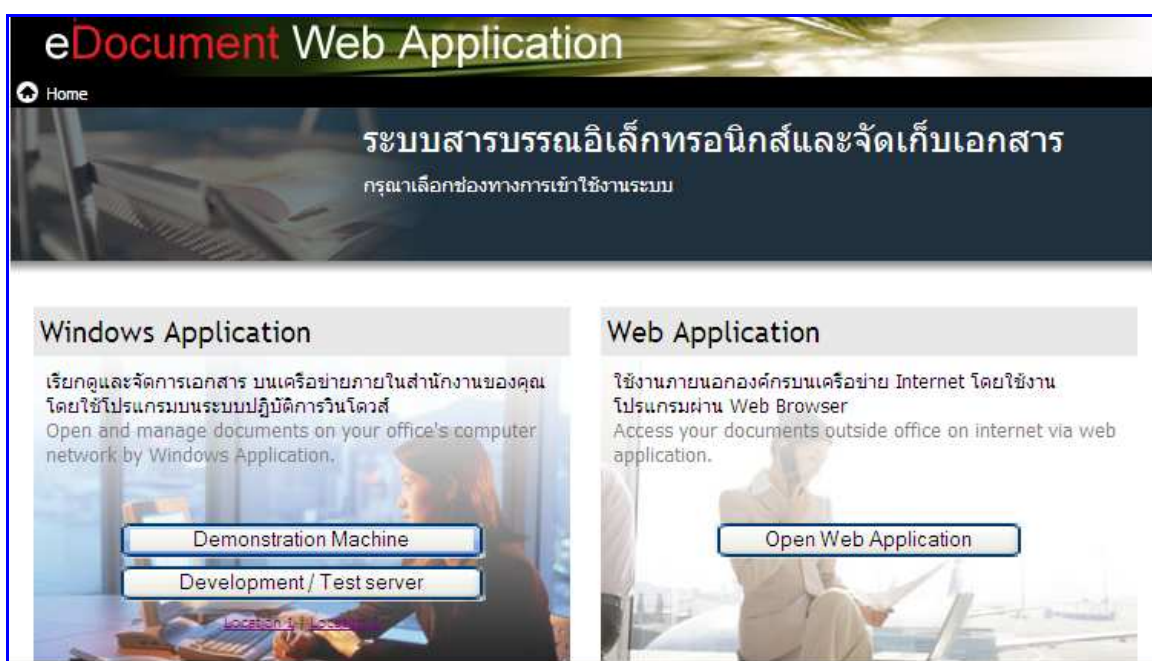 eDocument Web Application
Home
ระบบสารบรรณอิเล็กทรอนิกส์และจัดเก็บเอกสาร
กรุณาเลือกช่องทางการเข้าใช้งานระบบ
Windows Application
เรียกดูและจัดการเอกสาร บนเครือข่ายภายในสำนักงานของคุณ
โดยใช้โปรแกรมบนระบบปฏิบัติการวินโดวส์
Open and manage documents on your office's computer
network by Windows Application.
Demonstration Machine
Development / Test server
Location 1 |
Web Application
ใช้งานภายนอกองค์กรบนเครือข่าย Internet โดยใช้งาน
โปรแกรมผ่าน Web Browser
Access your documents outside office on internet via web
application.
Open Web Application